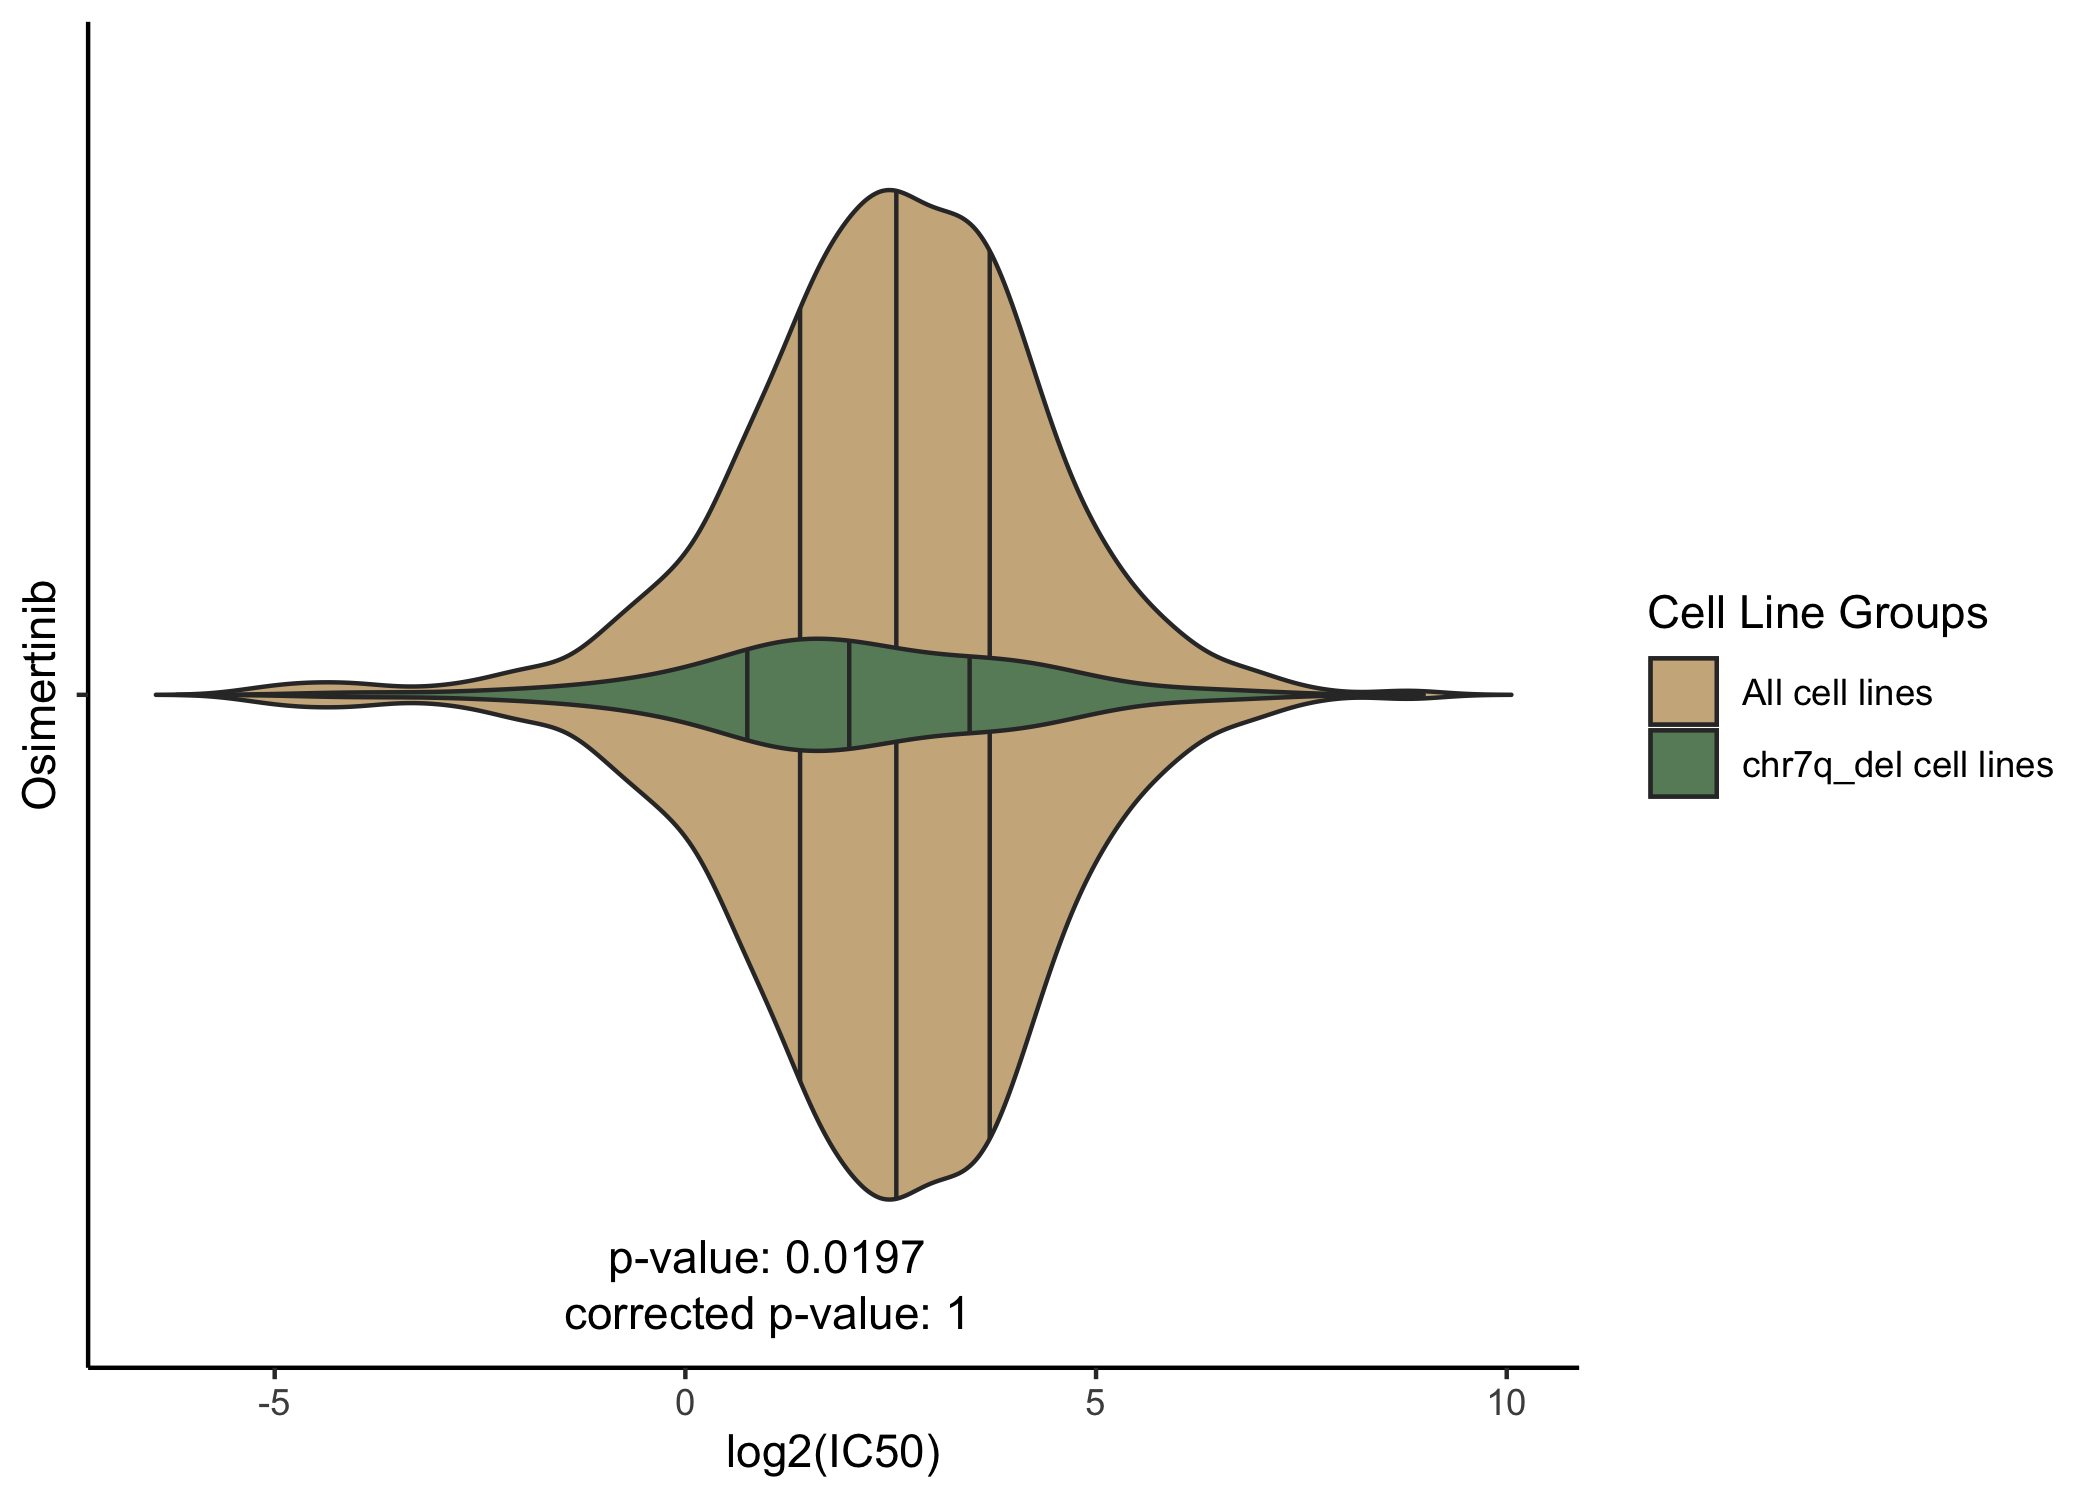 Osimertinib
Cell Line Groups
All cell lines
chr7q_del cell lines
p-value: 0.0197
corrected p-value: 1
-5
0
5
10
log2(IC50)